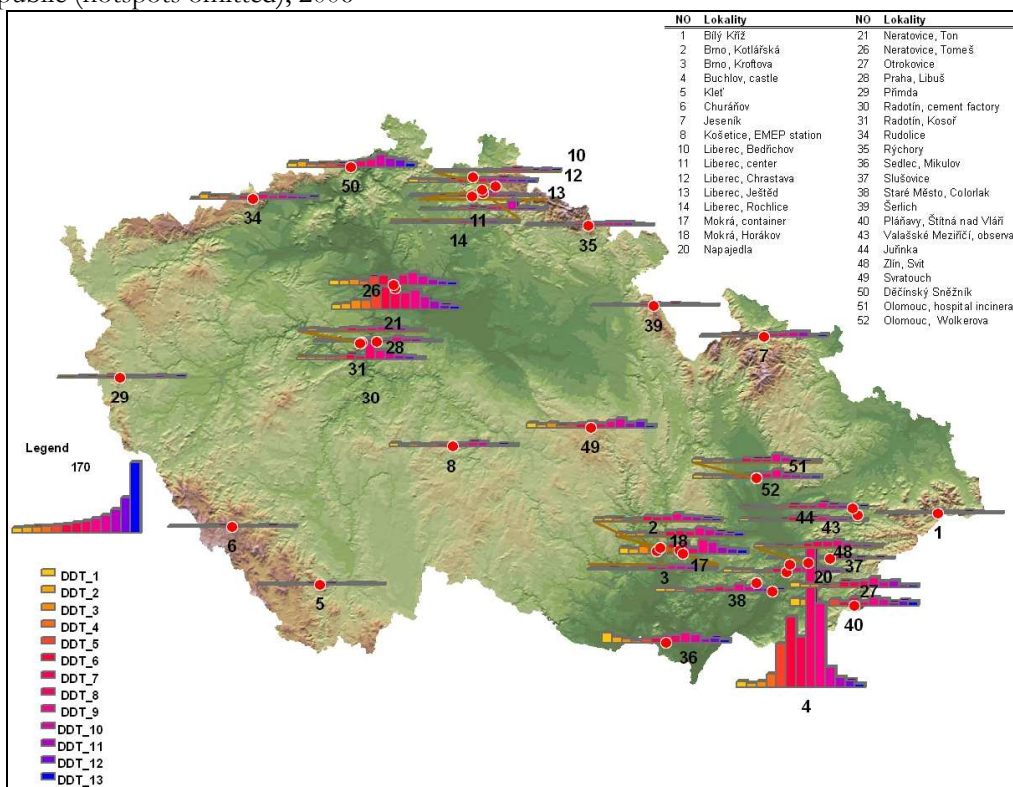 public (hotspots omitted), 2006
NO Lokality NO Lokality
1 Bílý Kříž 21 Neratovice, Ton
2 Brno, Kotlářská 26 Neratovice, Tomeš
3 Brno, Kroftova 27 Otrokovice
4 Buchlov, castle 28 Praha, Libuš
5 Kleť 29 Přimda
6 Churáňov 30 Radotín, cement factory
7 Jeseník 31 Radotín, Kosoř
8 Košetice, EMEP station 34 Rudolice
10 Liberec, Bedřichov 35 Rýchory
11 Liberec, center 36 Sedlec, Mikulov
12 Liberec, Chrastava 37 Slušovice
13 Liberec, Ještěd 38 Staré Město, Colorlak
14 Liberec, Rochlice 39 Šerlich
17 Mokrá, container 40 Pláňavy, Štítná nad Vláří
18 Mokrá, Horákov 43 Valašské Meziříčí, observa
20 Napajedla 44 Juřinka
48 Zlín, Svit
49 Svratouch
50 Děčínský Sněžník
51 Olomouc, hospital incinera
52 Olomouc, Wolkerova
10
12
50
13
34
11
14
35
26
39
21
7
28
31
29
30
49
Legend
170
8
51
52
2
44
43
1
6
18
48
17
37
3
20
5
27
38
40
36
4
DDT_1
DDT_2
DDT_3
DDT_4
DDT_5
DDT_6
DDT_7
DDT_8
DDT_9
DDT_10
DDT_11
DDT_12
DDT_13